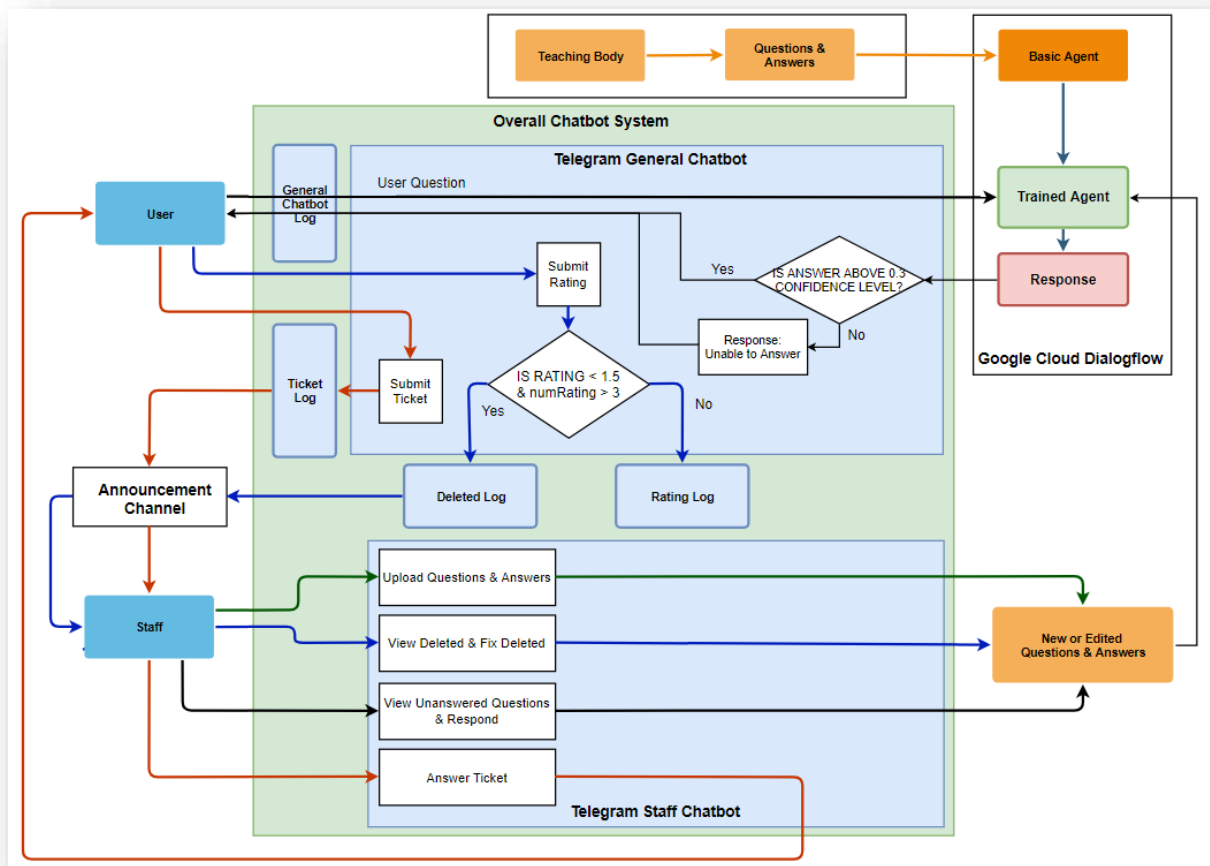 Teaching Body
Questions &
Answers
Basic Agent
Overall Chatbot System
Telegram General Chatbot
General
Chatbot
Log
User Question
Trained Agent
User
Submit
Rating
Yes
IS ANSWER ABOVE 0.3
CONFIDENCE LEVEL?
Response
No
Response:
Unable to Answer
Google Cloud Dialogflow
Ticket
Log
Submit
Ticket
IS RATING < 1.5
& numRating > 3
Yes
No
Announcement
Channel
Deleted Log
Rating Log
Upload Questions & Answers
Staff
View Deleted & Fix Deleted
New or Edited
Questions & Answers
View Unanswered Questions
& Respond
Answer Ticket
Telegram Staff Chatbot